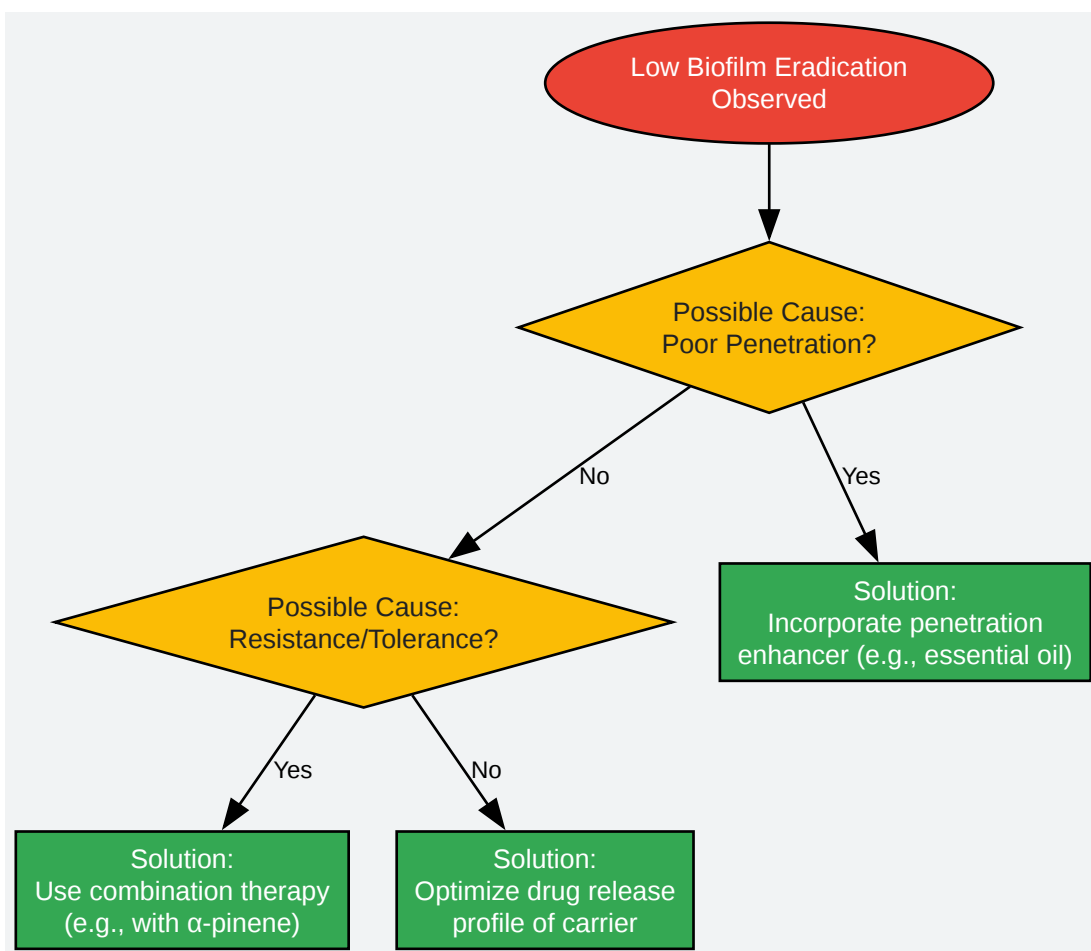 Low Biofilm Eradication
Observed
Possible Cause:
Poor Penetration?
No
Yes
Possible Cause:
Resistance/Tolerance?
Solution:
Incorporate penetration
enhancer (e.g., essential oil)
Yes
No
Solution:
Use combination therapy
(e.g., with α-pinene)
Solution:
Optimize drug release
profile of carrier